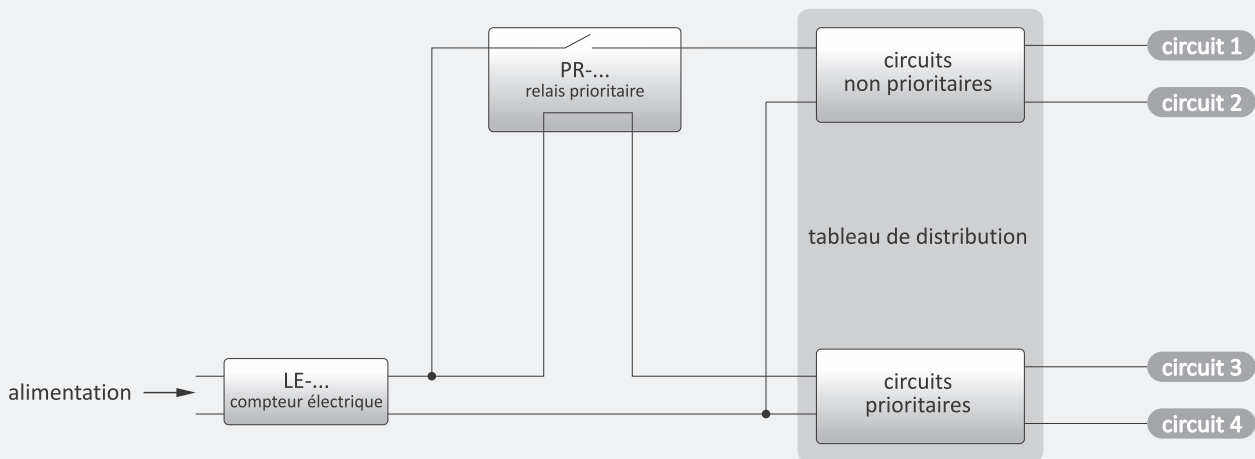 PR-...
relais prioritaire
circuits
non prioritaires
circuit 1
circuit 2
tableau de distribution
alimentation
LE-...
compteur électrique
circuits
prioritaires
circuit 3
circuit 4